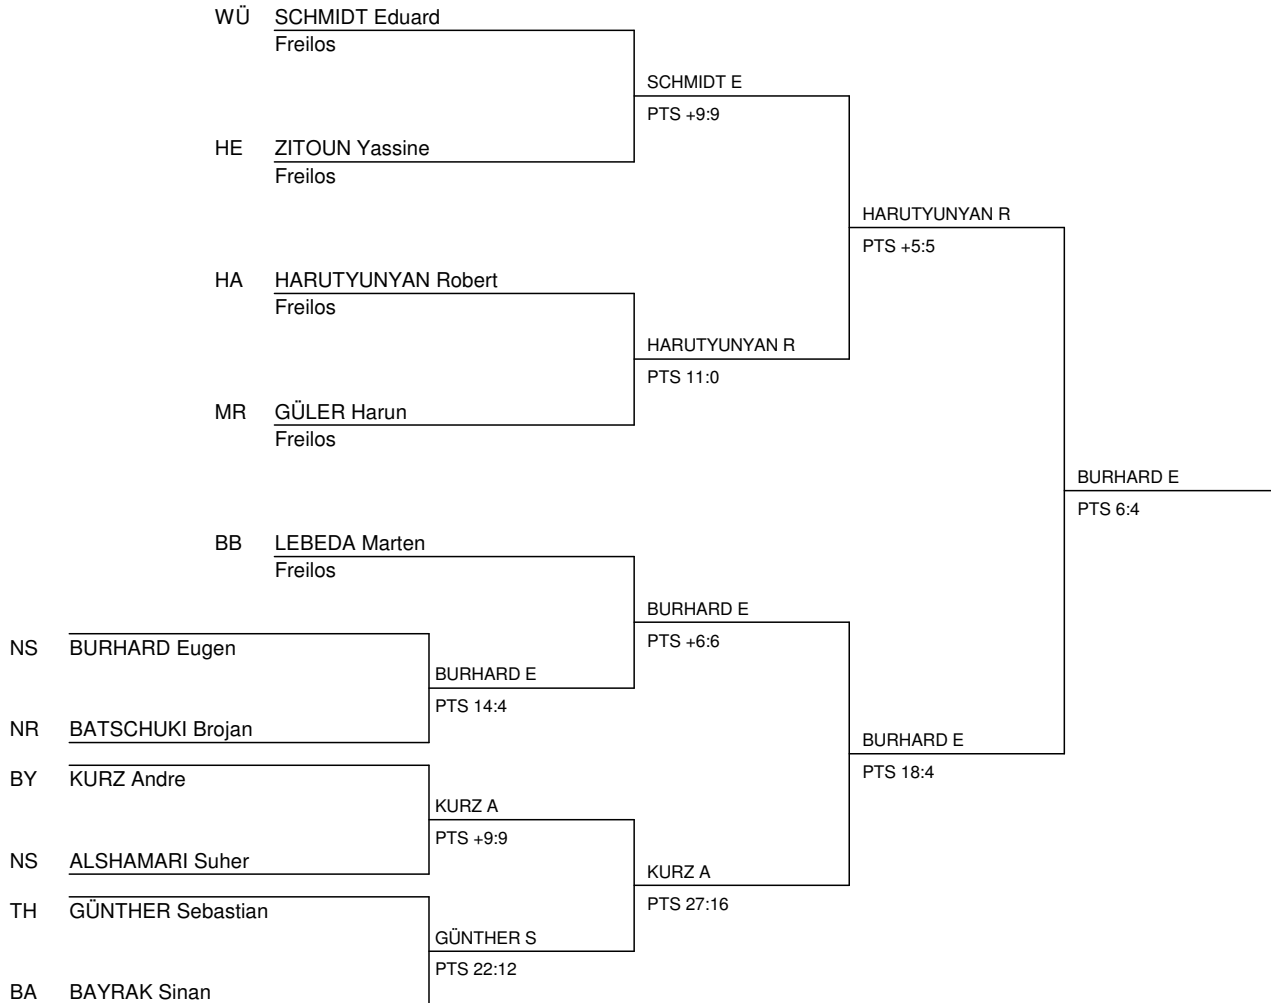 WÜ SCHMIDT Eduard
Freilos
SCHMIDT E
PTS +9:9
HE ZITOUN Yassine
Freilos
HARUTYUNYAN R
PTS +5:5
HA HARUTYUNYAN Robert
Freilos
HARUTYUNYAN R
PTS 11:0
MR GÜLER Harun
Freilos
BURHARD E
PTS 6:4
BB LEBEDA Marten
Freilos
BURHARD E
PTS +6:6
NS BURHARD Eugen
BURHARD E
PTS 14:4
NR BATSCHUKI Brojan
BURHARD E
PTS 18:4
BY KURZ Andre
KURZ A
PTS +9:9
NS ALSHAMARI Suher
KURZ A
PTS 27:16
TH GÜNTHER Sebastian
GÜNTHER S
PTS 22:12
BA BAYRAK Sinan